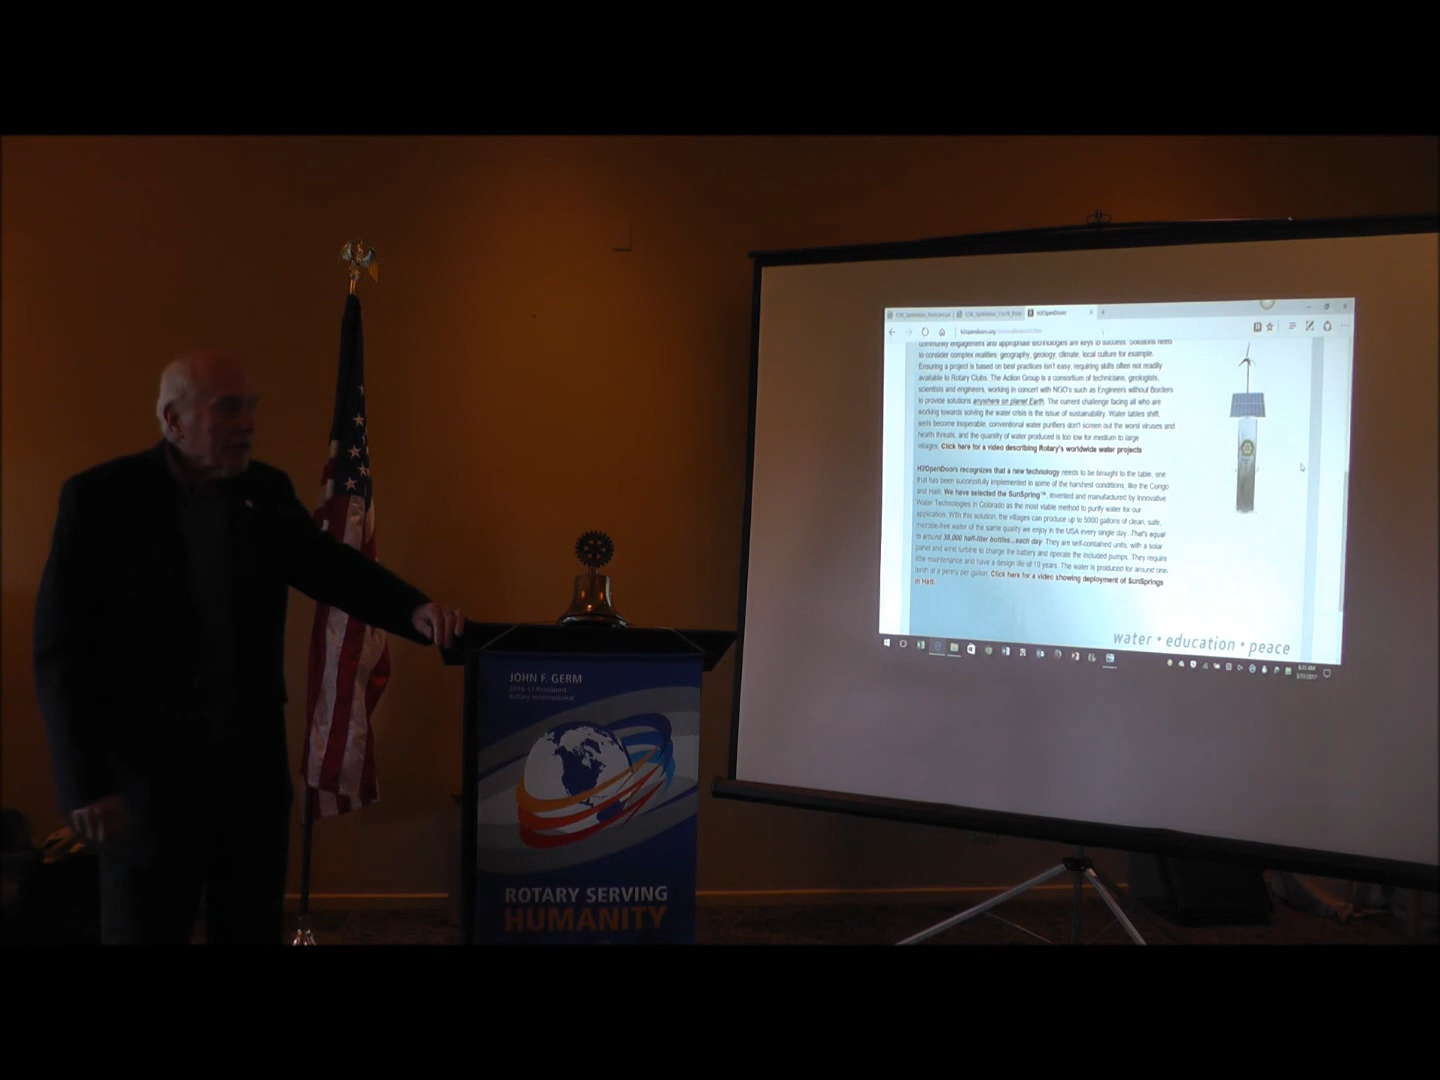 H2OpenDoors
h2opendoors.org
community engagement and appropriate technologies are keys to success. Solutions need
to consider complex realities: geography, geology, climate, local culture for example.
Ensuring a project is based on best practices isn't easy, requiring skills often not readily
available to Rotary Clubs. The Action Group is a consortium of technicians, geologists,
scientists and engineers, working in concert with NGO's such as Engineers without Borders
to provide solutions anywhere on planet Earth. The current challenge facing all who are
working towards solving the water crisis is the issue of sustainability. Water tables shift,
wells become inoperable, conventional water purifiers don't screen out the worst viruses and
health threats, and the quantity of water produced is too low for medium to large
villages. Click here for a video describing Rotary's worldwide water projects
H2OpenDoors recognizes that a new technology needs to be brought to the table, one
that has been successfully implemented in some of the harshest conditions, like the Congo
and Haiti. We have selected the SunSpring™, invented and manufactured by Innovative
Water Technologies in Colorado as the most viable method to purify water for our
application. With this solution, the villages can produce up to 5000 gallons of clean, safe,
microbe-free water of the same quality we enjoy in the USA every single day. That's equal
to around 38,000 half-liter bottles...each day. They are self-contained units, with a solar
panel and wind turbine to charge the battery and operate the included pumps. They require
little maintenance and have a design life of 10 years. The water is produced for around one-
tenth of a penny per gallon. Click here for a video showing deployment of SunSprings
in Haiti.
water • education • peace
JOHN F. GERM
2016-17 President
Rotary International
ROTARY SERVING
HUMANITY